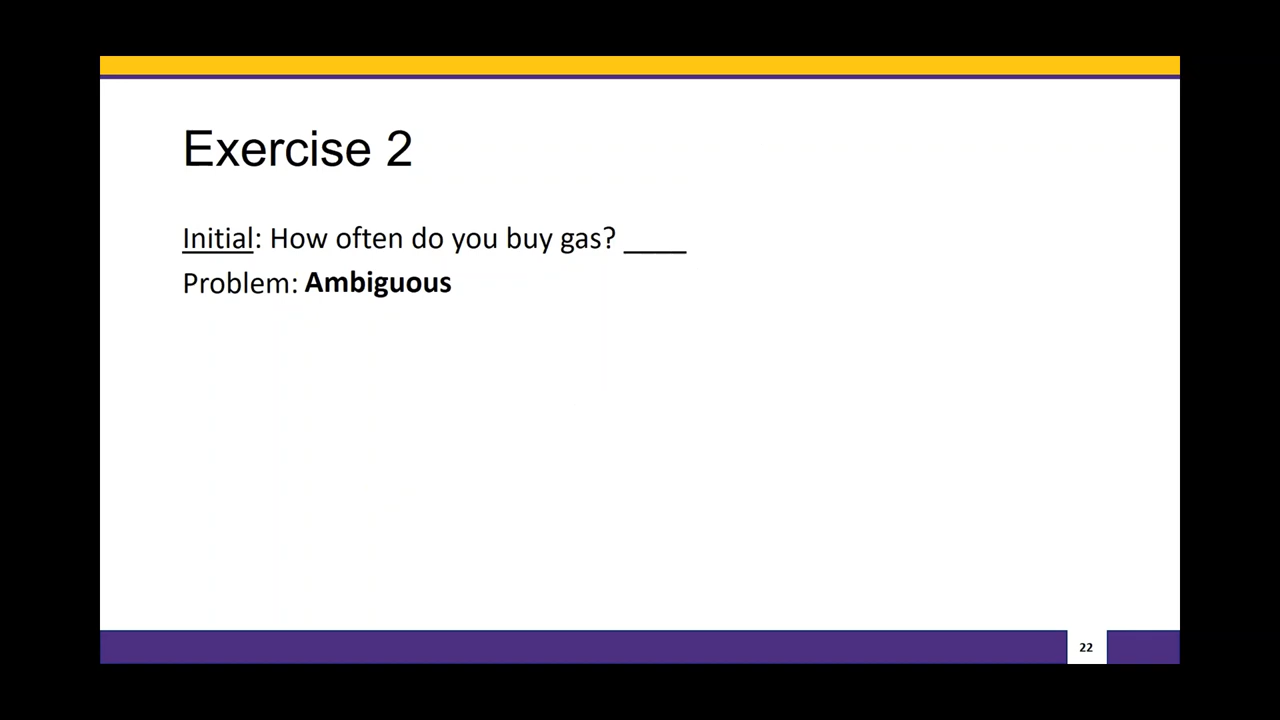 Exercise 2
Initial: How often do you buy gas? ____
Problem: Ambiguous
22